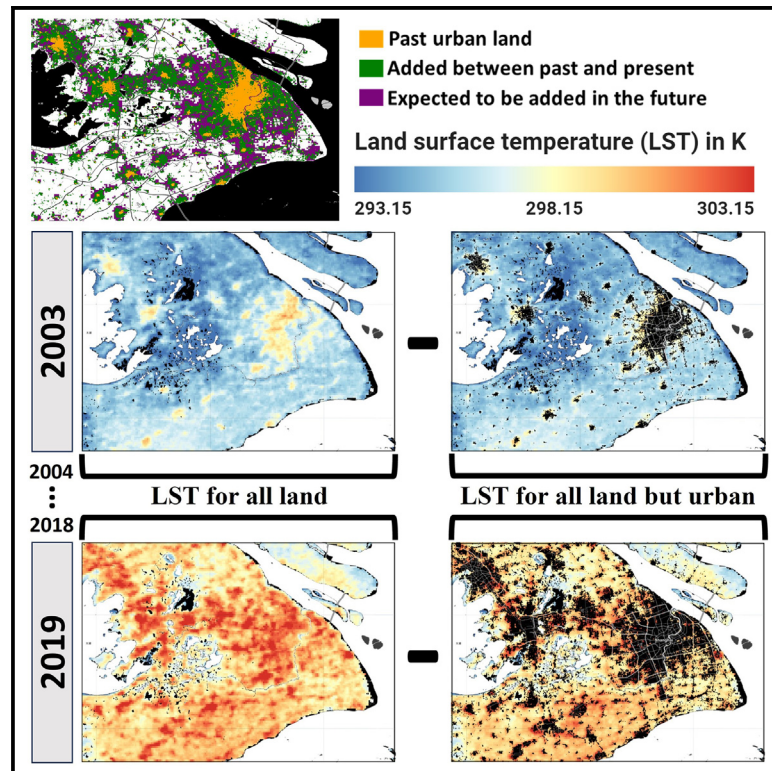 Past urban land
Added between past and present
Expected to be added in the future
Land surface temperature (LST) in K
293.15 298.15 303.15
2003
2004
LST for all land
LST for all land but urban
2018
2019